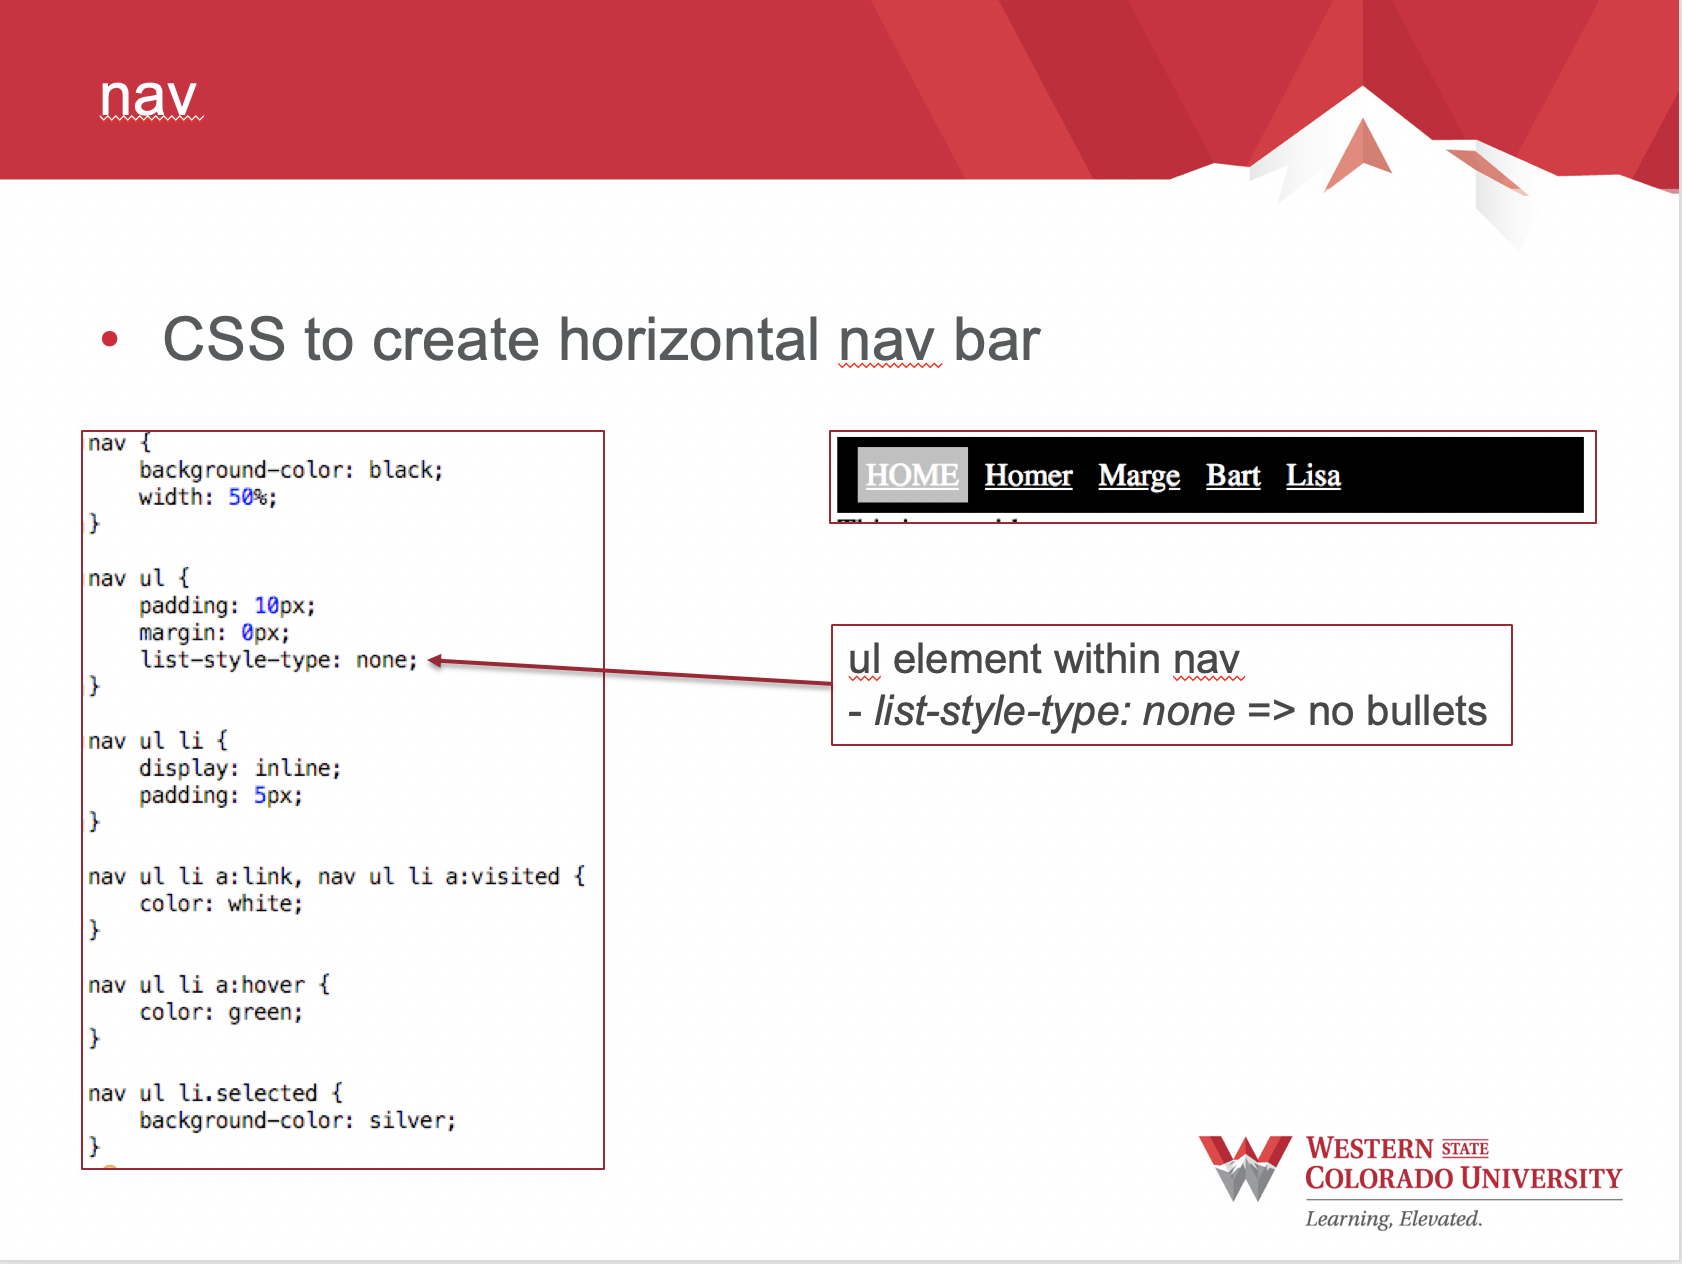 nav
• CSS to create horizontal nav bar
nav {
    background-color: black;
    width: 50%;
}

nav ul {
    padding: 10px;
    margin: 0px;
    list-style-type: none;
}

nav ul li {
    display: inline;
    padding: 5px;
}

nav ul li a:link, nav ul li a:visited {
    color: white;
}

nav ul li a:hover {
    color: green;
}

nav ul li.selected {
    background-color: silver;
}
HOME Homer Marge Bart Lisa
ul element within nav
- list-style-type: none => no bullets
WESTERN STATE
COLORADO UNIVERSITY
Learning, Elevated.